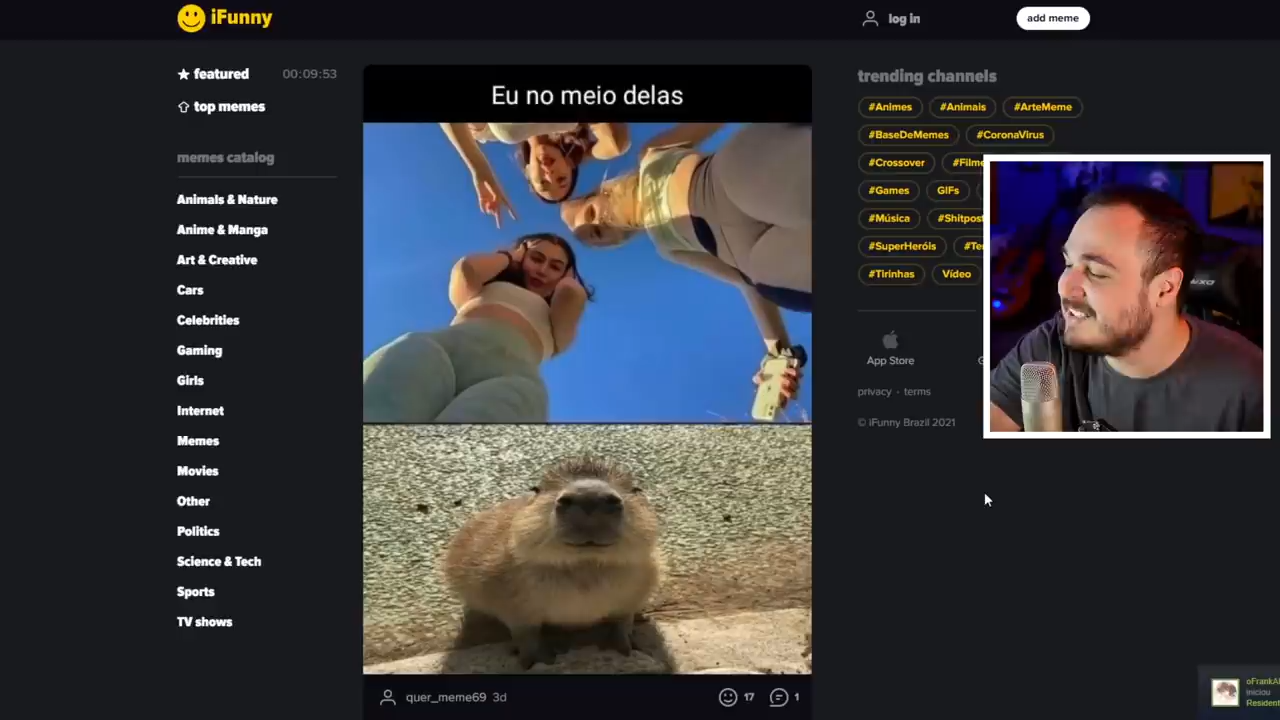 iFunny
log in
add meme
featured
00:09:53
top memes
memes catalog
Animals & Nature
Anime & Manga
Art & Creative
Cars
Celebrities
Gaming
Girls
Internet
Memes
Movies
Other
Politics
Science & Tech
Sports
TV shows
Eu no meio delas
quer_meme69 3d
17
1
trending channels
#Animes #Animais #ArteMeme
#BaseDeMemes #CoronaVirus
#Crossover
#Games GIFs
#Música
#SuperHeróis
#Tirinhas Vídeo
App Store
privacy · terms
© iFunny Brazil 2021
iniciou